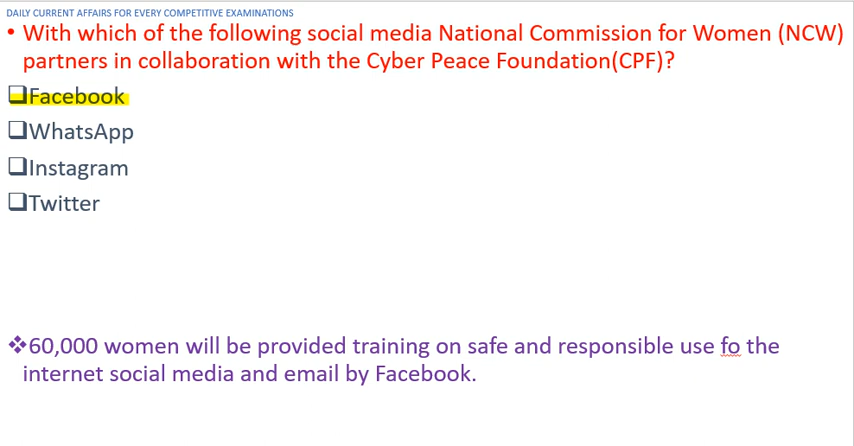 DAILY CURRENT AFFAIRS FOR EVERY COMPETITIVE EXAMINATIONS
• With which of the following social media National Commission for Women (NCW)
partners in collaboration with the Cyber Peace Foundation(CPF)?
❑Facebook
❑WhatsApp
❑Instagram
❑Twitter
❖60,000 women will be provided training on safe and responsible use fo the
internet social media and email by Facebook.